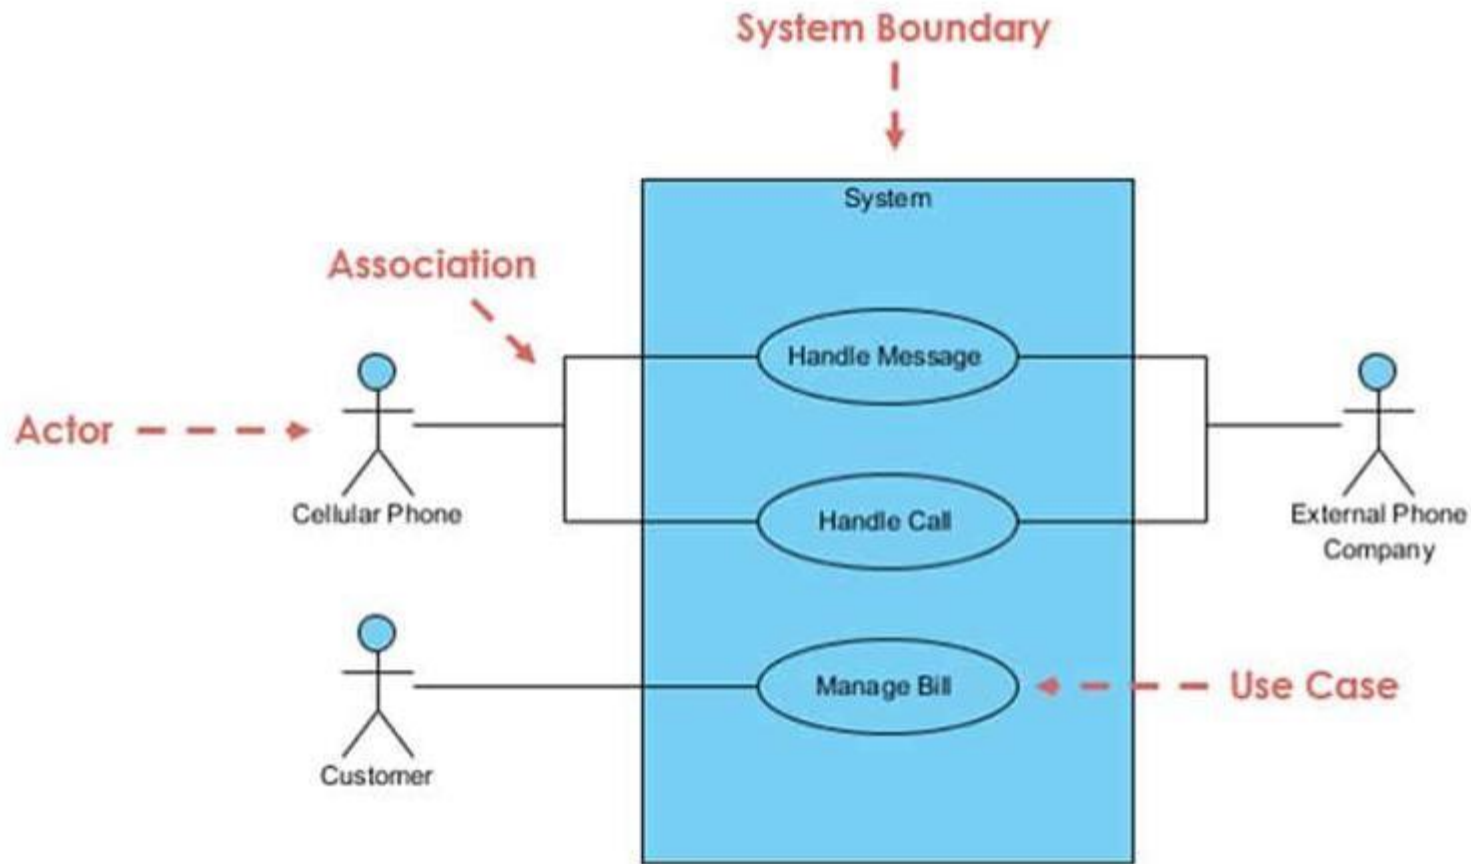 System Boundary
System
Association
Handle Message
Actor
Cellular Phone
Handle Call
External Phone
Company
Manage Bill
Use Case
Customer